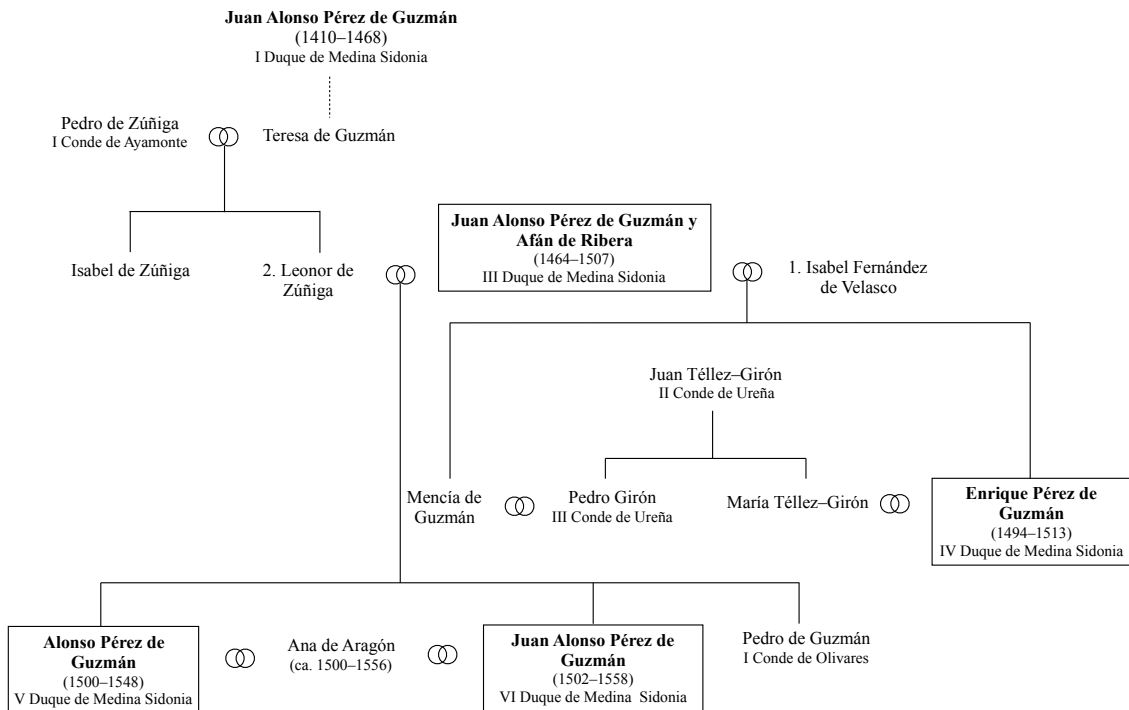 Juan Alonso Pérez de Guzmán
(1410–1468)
I Duque de Medina Sidonia
Pedro de Zúñiga
I Conde de Ayamonte
Teresa de Guzmán
Isabel de Zúñiga
2. Leonor de
Zúñiga
Juan Alonso Pérez de Guzmán y
Afán de Ribera
(1464–1507)
III Duque de Medina Sidonia
1. Isabel Fernández
de Velasco
Juan Téllez–Girón
II Conde de Ureña
Mencía de
Guzmán
Pedro Girón
III Conde de Ureña
María Téllez–Girón
Enrique Pérez de
Guzmán
(1494–1513)
IV Duque de Medina Sidonia
Alonso Pérez de
Guzmán
(1500–1548)
V Duque de Medina Sidonia
Ana de Aragón
(ca. 1500–1556)
Juan Alonso Pérez de
Guzmán
(1502–1558)
VI Duque de Medina Sidonia
Pedro de Guzmán
I Conde de Olivares